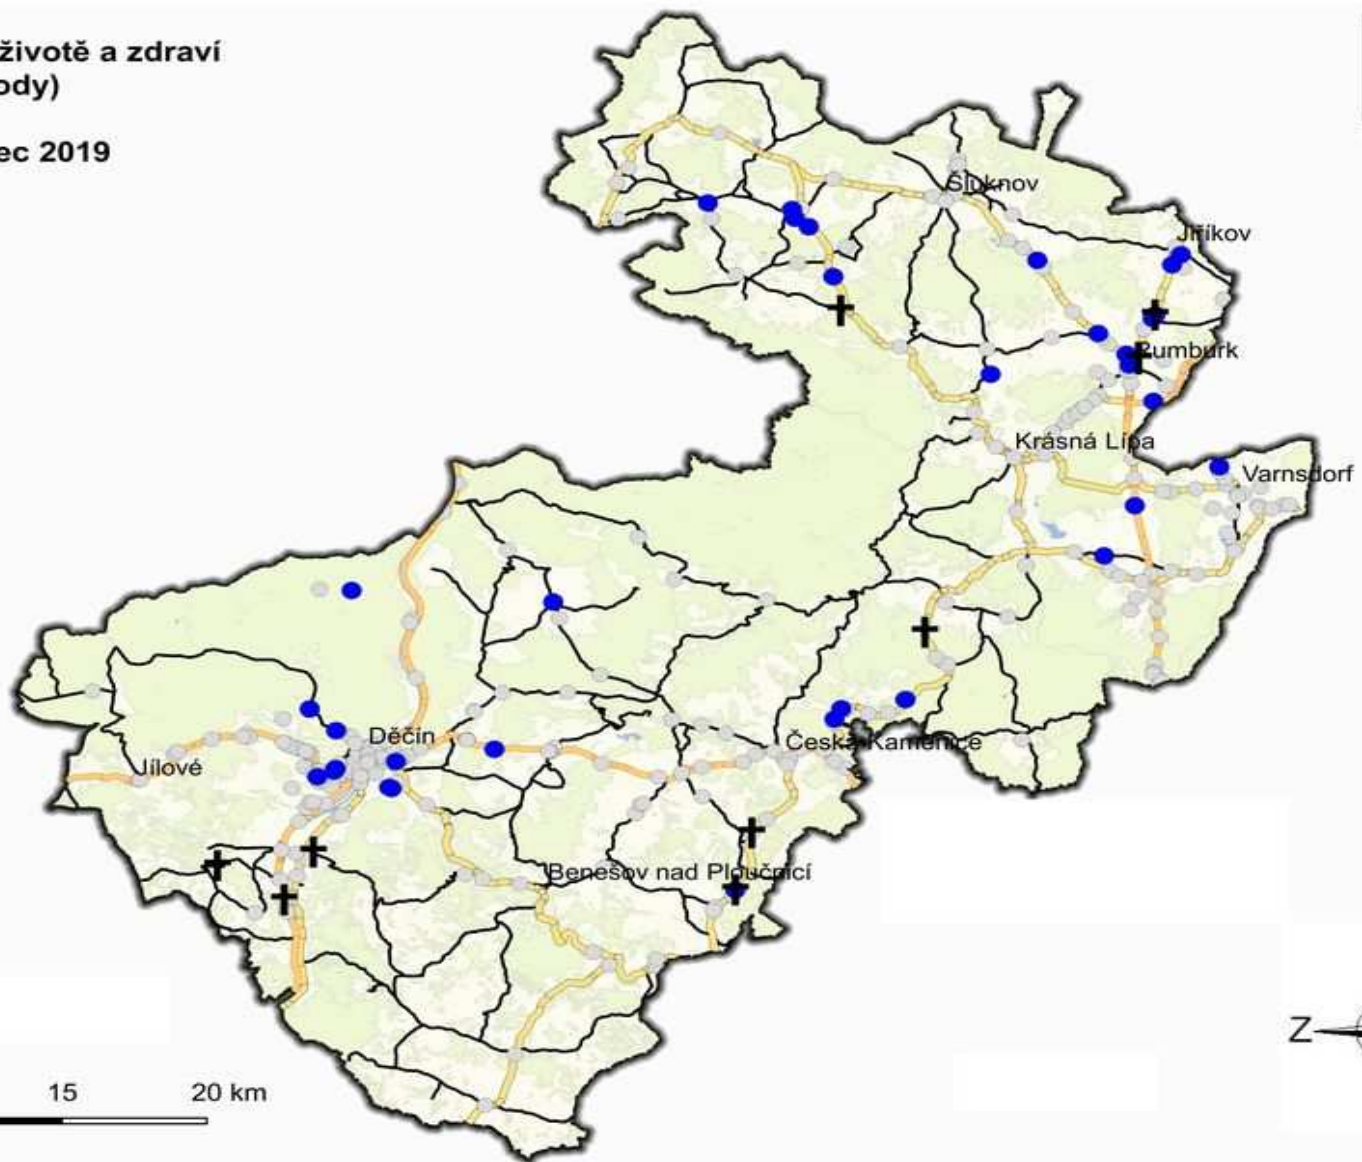 životě a zdraví
ody)
ec 2019
Šluknov
Jiříkov
Rumburk
Krásná Lípa
Varnsdorf
Děčín
Jílové
Česká Kamenice
Benešov nad Ploučnicí
Z
15 20 km